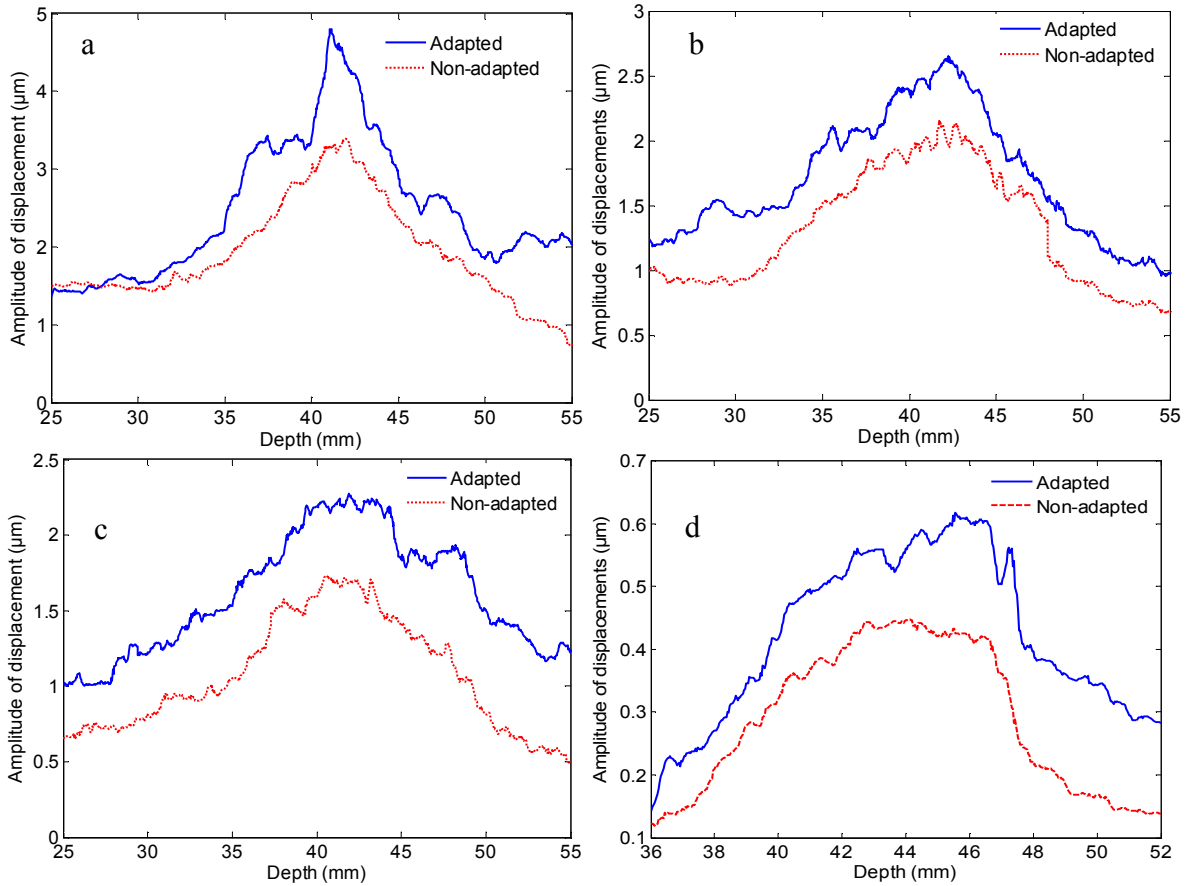 a
Adapted
Non-adapted
Amplitude of displacement (µm)
5
4
3
2
1
0
25 30 35 40 45 50 55
Depth (mm)
b
Adapted
Non-adapted
Amplitude of displacements (µm)
3
2.5
2
1.5
1
0.5
0
25 30 35 40 45 50 55
Depth (mm)
c
Adapted
Non-adapted
Amplitude of displacement (µm)
2.5
2
1.5
1
0.5
0
25 30 35 40 45 50 55
Depth (mm)
d
Adapted
Non-adapted
Amplitude of displacements (µm)
0.7
0.6
0.5
0.4
0.3
0.2
0.1
36 38 40 42 44 46 48 50 52
Depth (mm)